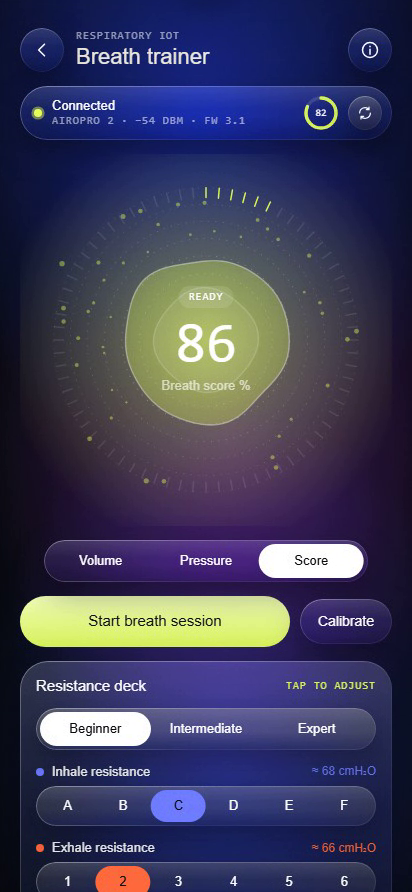 RESPIRATORY IOT
Breath trainer
Connected
AIROPRO 2 · −54 DBM · FW 3.1
82
READY
86
Breath score %
Volume Pressure Score
Start breath session Calibrate
Resistance deck TAP TO ADJUST
Beginner Intermediate Expert
Inhale resistance ≈ 68 cmH₂O
A B C D E F
Exhale resistance ≈ 66 cmH₂O
1 2 3 4 5 6